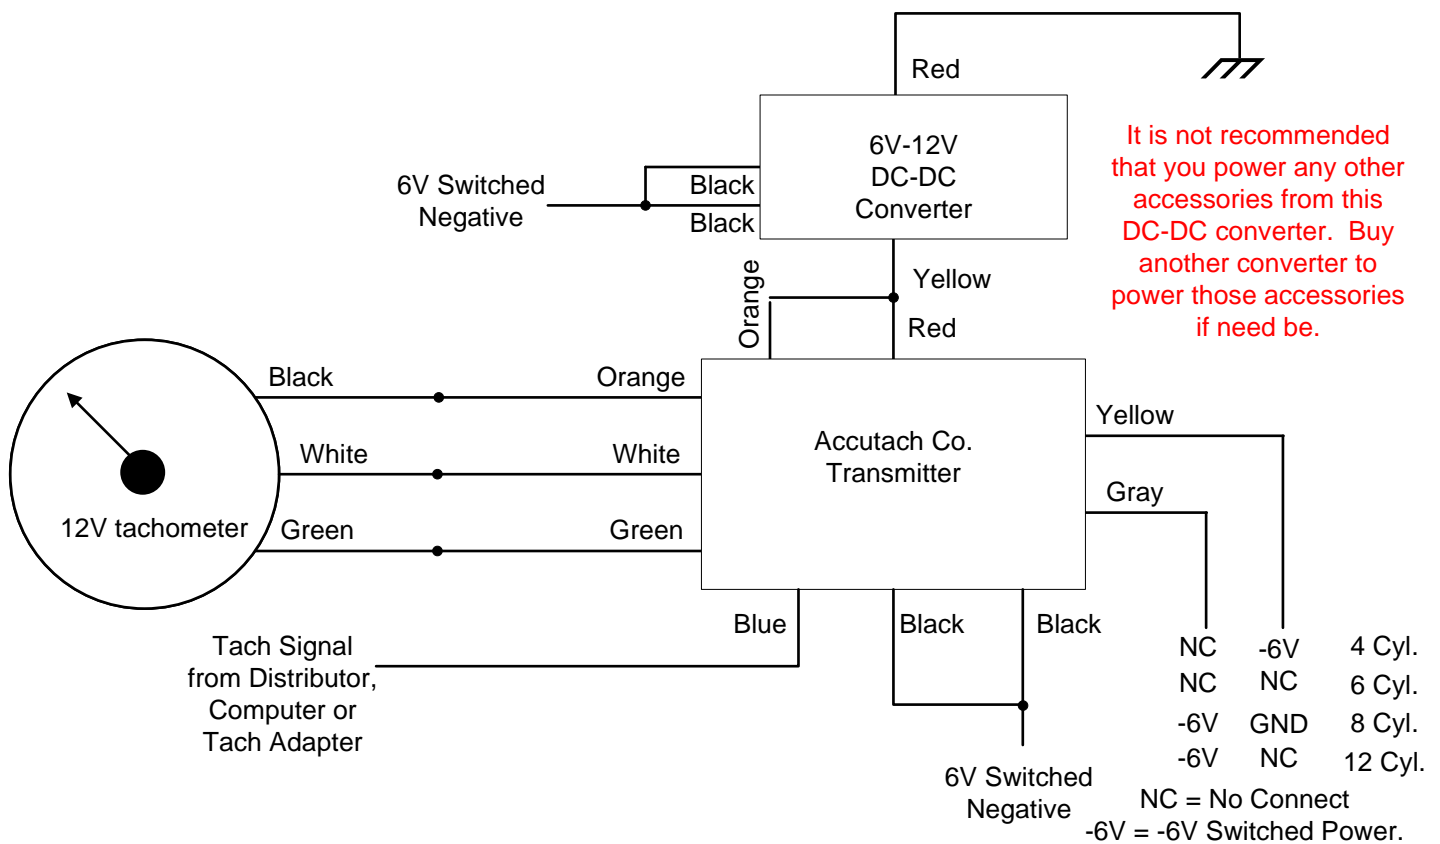 Red
6V-12V
DC-DC
Converter
It is not recommended
that you power any other
accessories from this
DC-DC converter.  Buy
another converter to
power those accessories
if need be.
6V Switched
Negative
Black
Black
Orange
Yellow
Red
Black
Orange
White
White
Green
Green
12V tachometer
Accutach Co.
Transmitter
Yellow
Gray
Blue
Black
Black
Tach Signal
from Distributor,
Computer or
Tach Adapter
6V Switched
Negative
NC -6V 4 Cyl.
NC NC 6 Cyl.
-6V GND 8 Cyl.
-6V NC 12 Cyl.
NC = No Connect
-6V = -6V Switched Power.